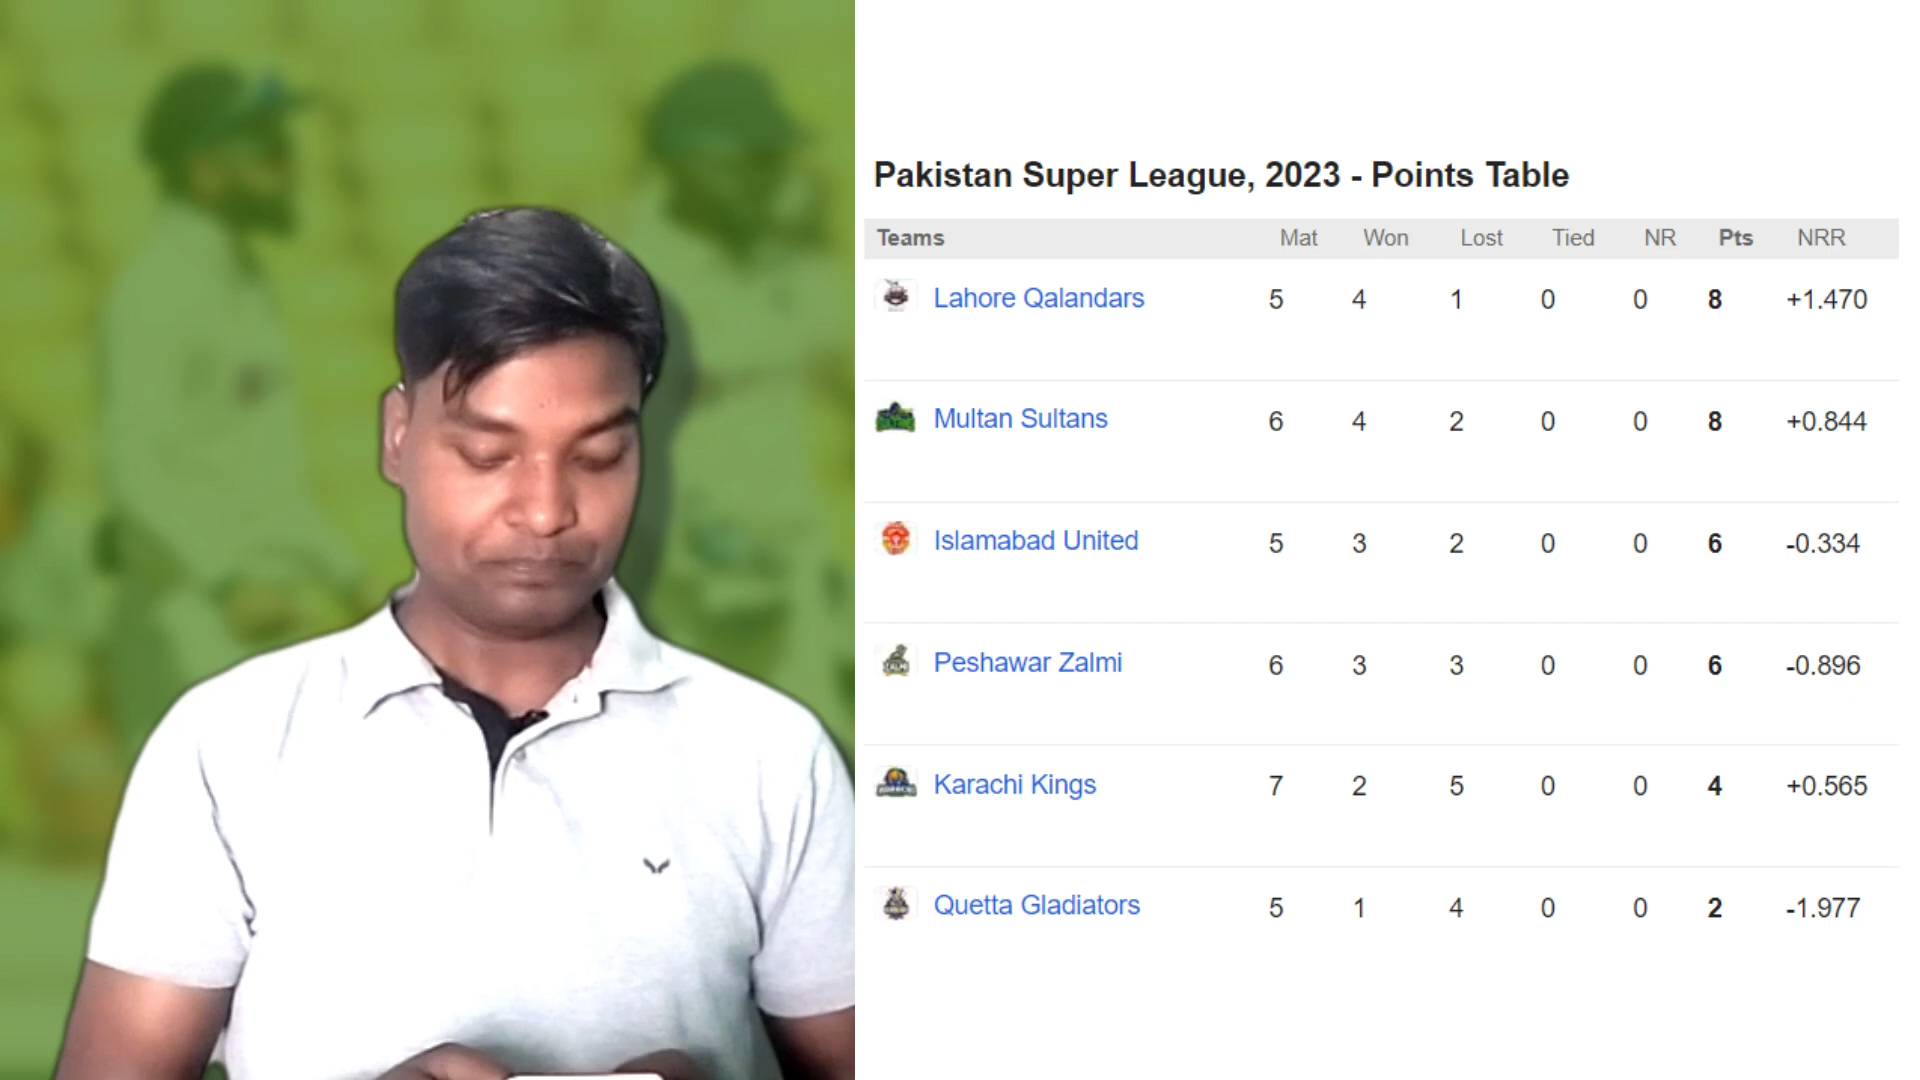 Pakistan Super League, 2023 - Points Table
Teams Mat Won Lost Tied NR Pts NRR
Lahore Qalandars 5 4 1 0 0 8 +1.470
Multan Sultans 6 4 2 0 0 8 +0.844
Islamabad United 5 3 2 0 0 6 -0.334
Peshawar Zalmi 6 3 3 0 0 6 -0.896
Karachi Kings 7 2 5 0 0 4 +0.565
Quetta Gladiators 5 1 4 0 0 2 -1.977